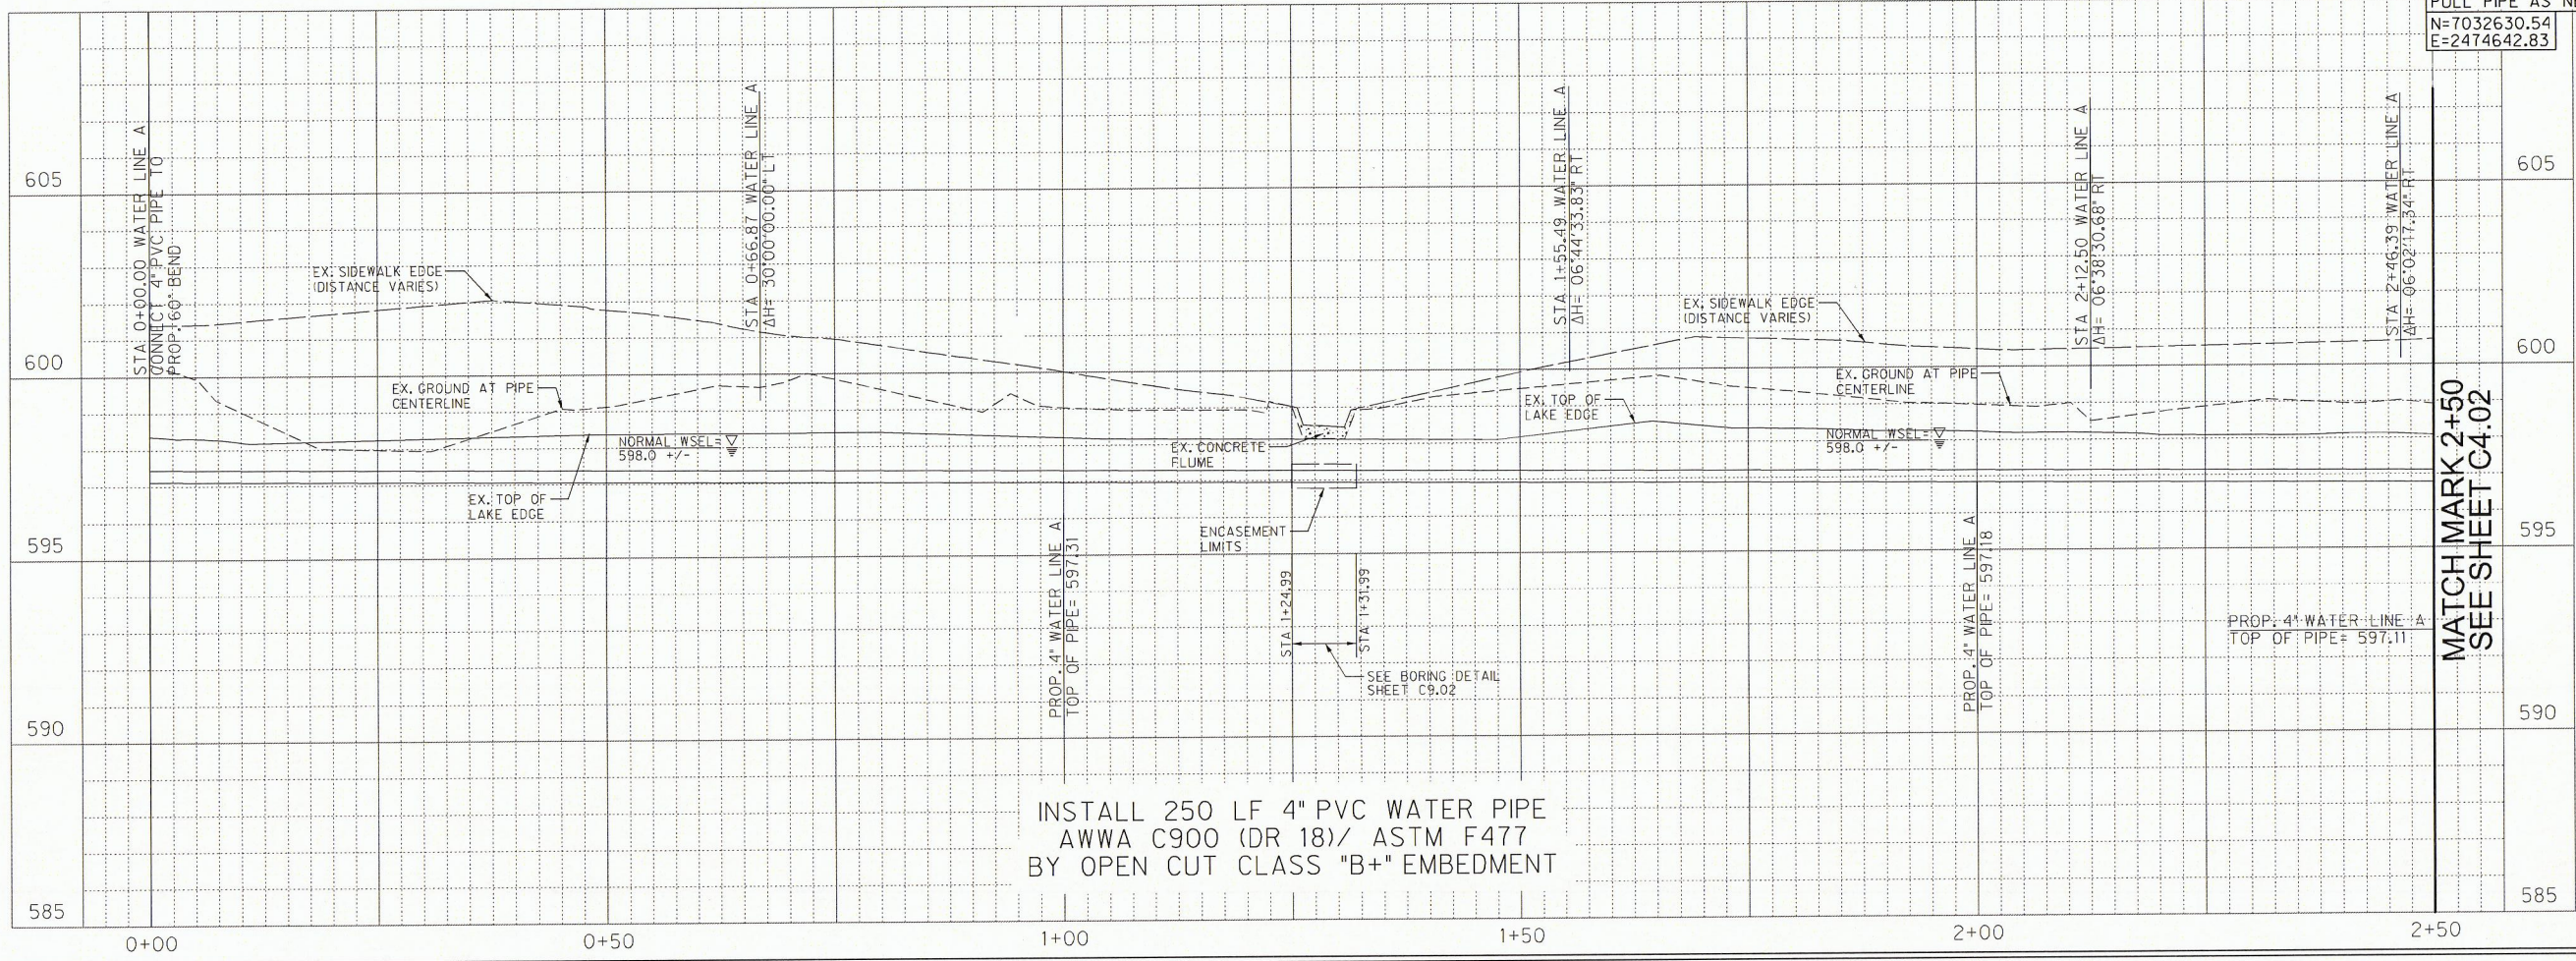 PULL PIPE AS
N=7032630.54
E=2474642.83
STA 0+00.00 WATER LINE A
CONNECT 4" PVC PIPE TO
PROP. 60° BEND
STA 0+66.87 WATER LINE A
ΔH= 30°00'00.00" LT
STA 1+55.49 WATER LINE A
ΔH= 06°44'33.83" RT
STA 2+12.50 WATER LINE A
ΔH= 06°38'30.68" RT
STA 2+46.39 WATER LINE A
ΔH= 06°02'17.34" RT
605
605
EX. SIDEWALK EDGE
(DISTANCE VARIES)
EX. SIDEWALK EDGE
(DISTANCE VARIES)
600
600
EX. GROUND AT PIPE
CENTERLINE
EX. GROUND AT PIPE
CENTERLINE
EX. TOP OF
LAKE EDGE
NORMAL WSEL=
598.0 +/-
EX. CONCRETE
FLUME
NORMAL WSEL=
598.0 +/-
EX. TOP OF
LAKE EDGE
ENCASEMENT
LIMITS
595
595
PROP. 4" WATER LINE A
TOP OF PIPE= 597.31
STA 1+24.99
STA 1+31.99
SEE BORING DETAIL
SHEET C9.02
PROP. 4" WATER LINE A
TOP OF PIPE= 597.18
PROP. 4" WATER LINE A
TOP OF PIPE= 597.11
MATCH MARK 2+50
SEE SHEET C4.02
590
590
INSTALL 250 LF 4" PVC WATER PIPE
AWWA C900 (DR 18)/ ASTM F477
BY OPEN CUT CLASS "B+" EMBEDMENT
585
585
0+00
0+50
1+00
1+50
2+00
2+50